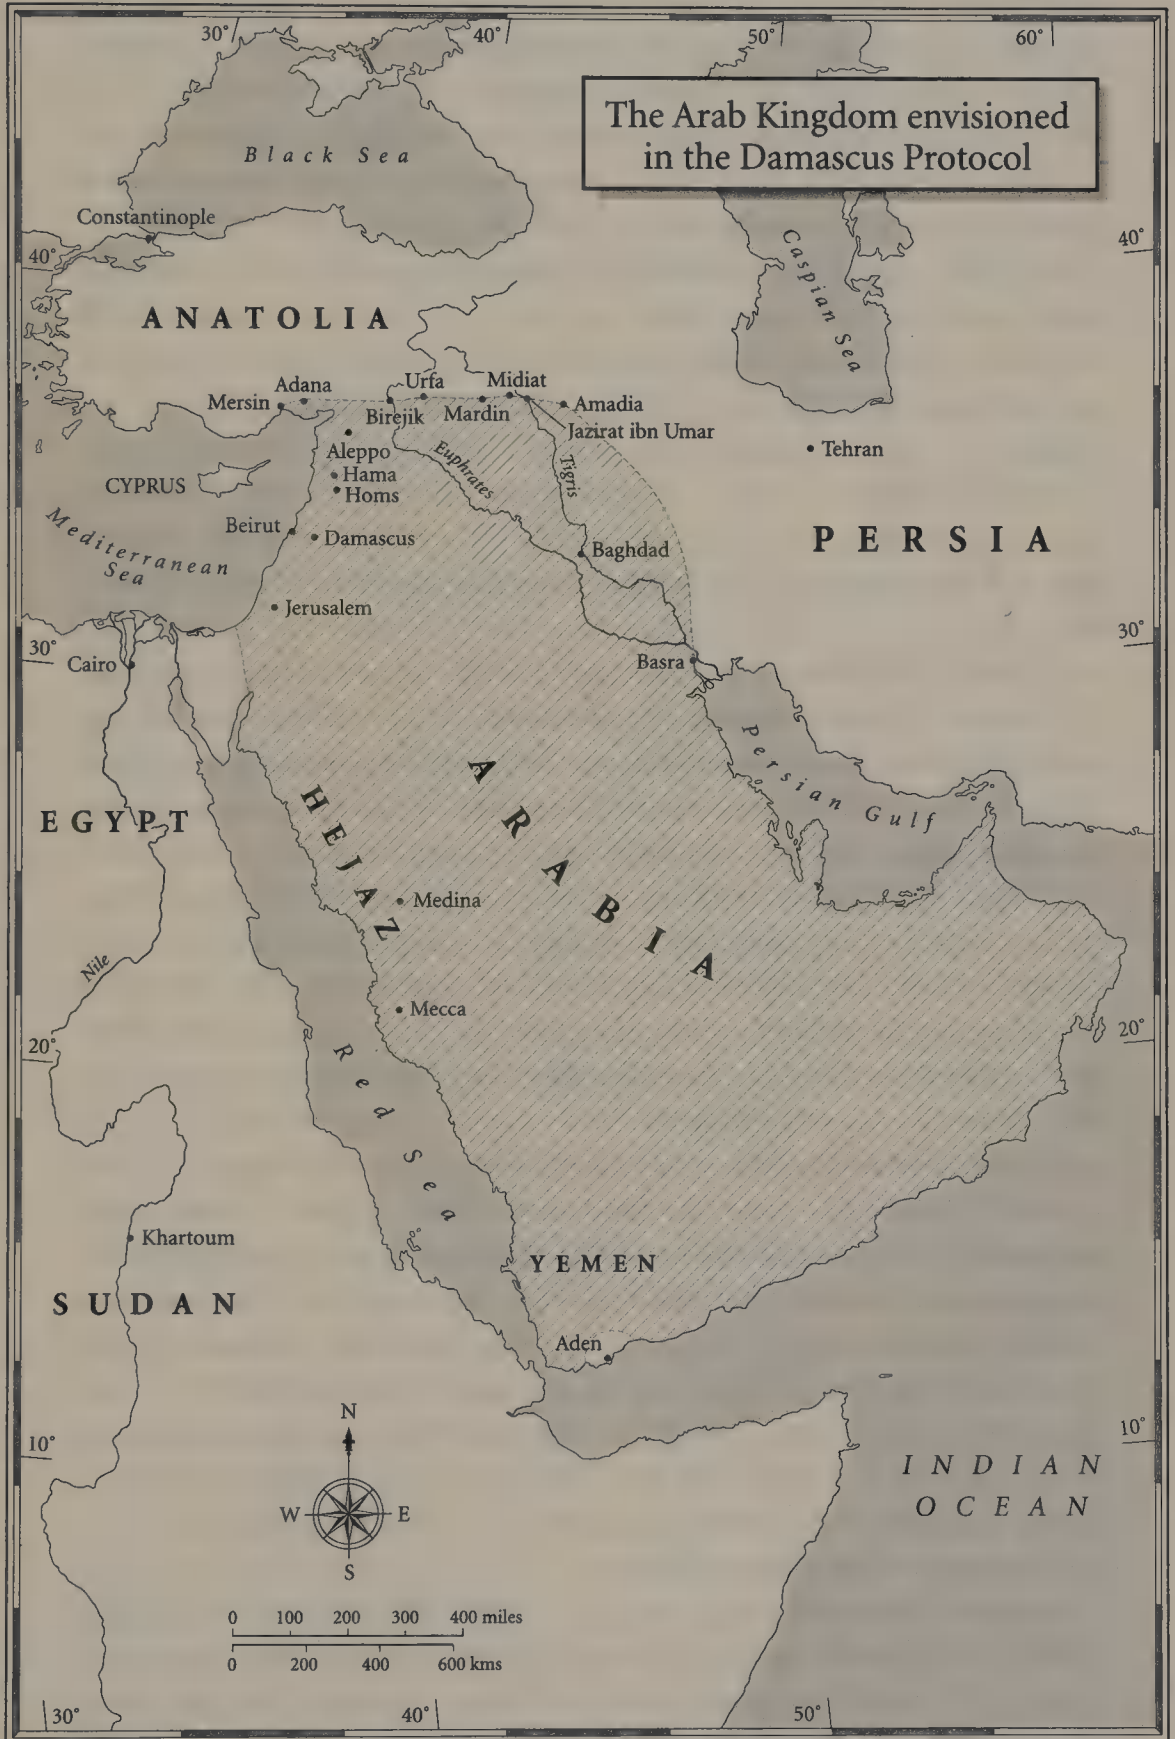 30°
40°
50°
60°
The Arab Kingdom envisioned
in the Damascus Protocol
Black Sea
Constantinople
40°
40°
Caspian Sea
ANATOLIA
Adana
Urfa
Midiat
Mersin
Birejik
Mardin
Amadia
Jazirat ibn Umar
Aleppo
Euphrates
Tigris
Tehran
Hama
CYPRUS
Homs
Beirut
Damascus
Baghdad
PERSIA
Mediterranean
Sea
Jerusalem
30°
30°
Cairo
Basra
Persian Gulf
ARABIA
HEJAZ
EGYPT
Medina
Nile
Mecca
20°
20°
Red Sea
Khartoum
YEMEN
SUDAN
Aden
N
10°
10°
INDIAN
OCEAN
W
E
S
0 100 200 300 400 miles
0 200 400 600 kms
30°
40°
50°